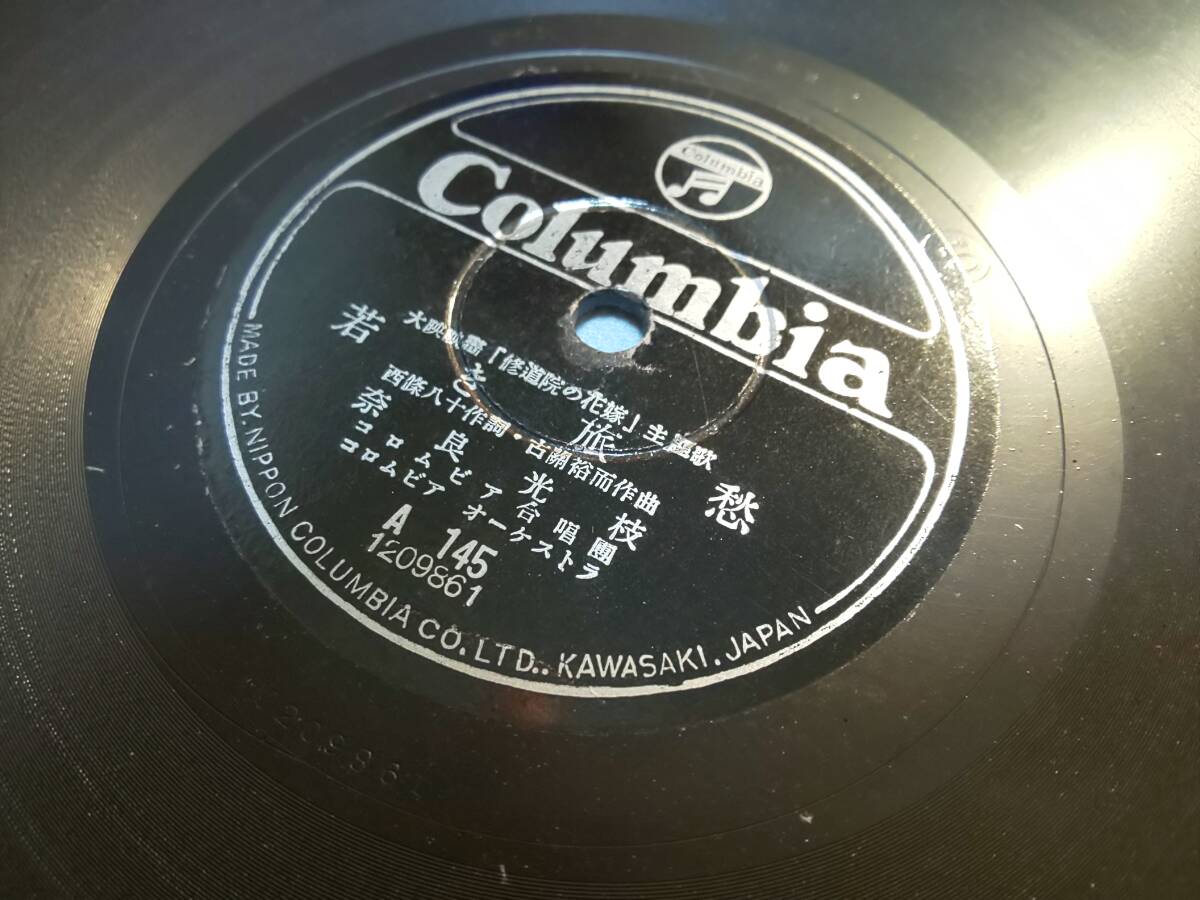 Columbia
Columbia
大映映畵「修道院の花嫁」主題歌
若き旅愁
西條八十作詞・古關裕而作曲
奈良光枝
コロムビア合唱團
コロムビアオーケストラ
A 145
1209861
MADE BY. NIPPON COLUMBIA CO. LTD.. KAWASAKI. JAPAN